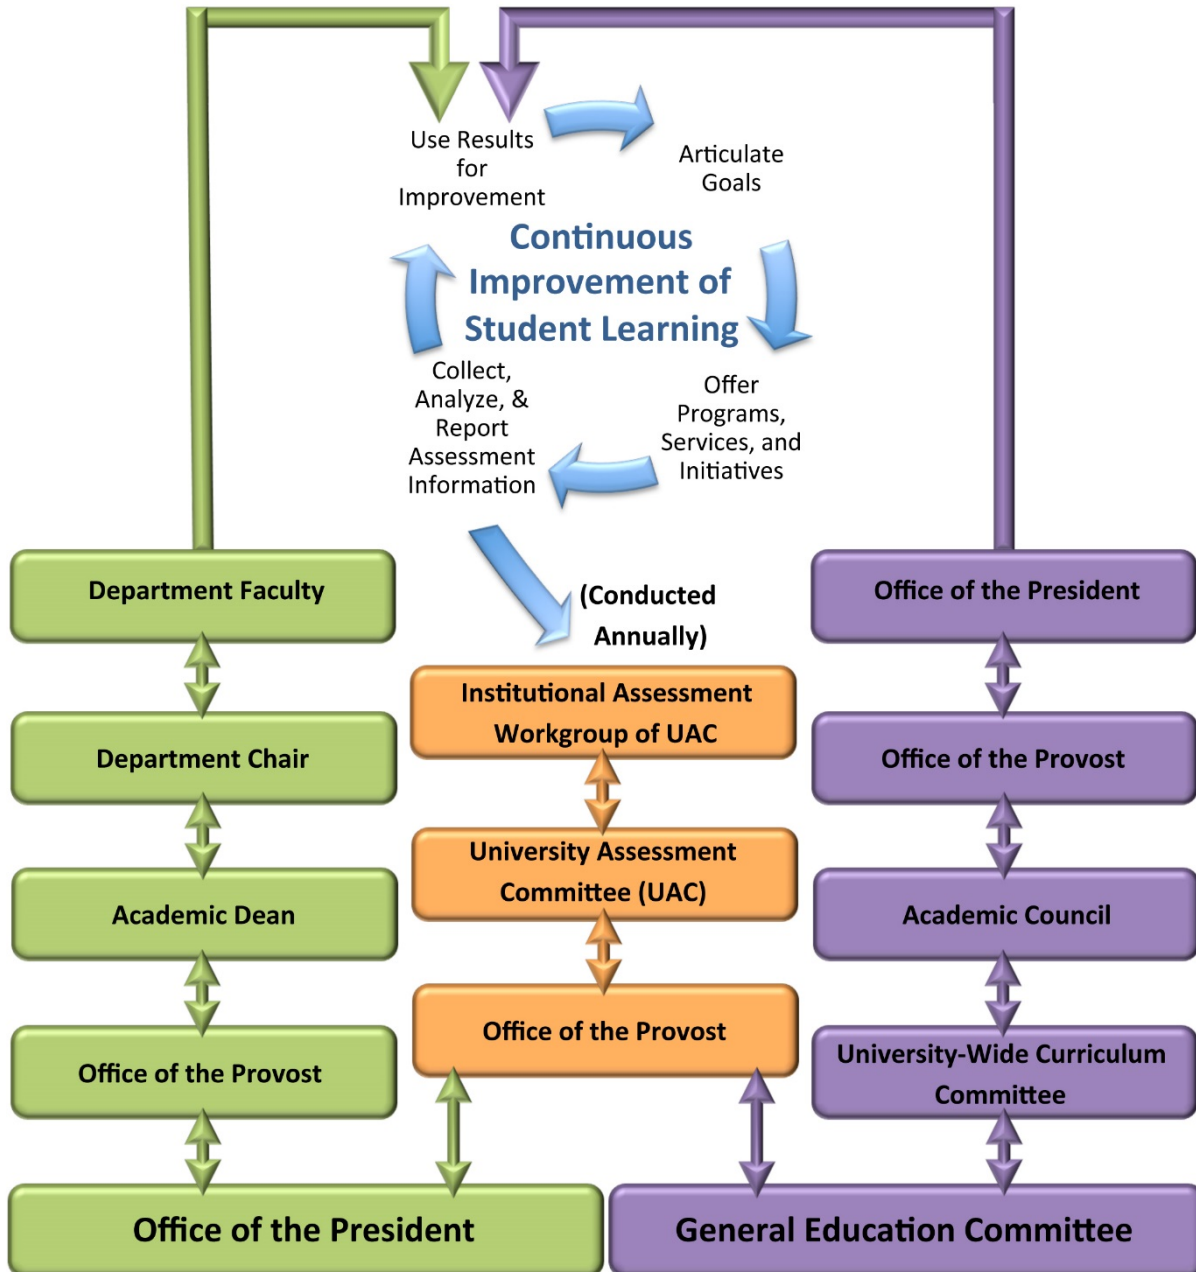 Use Results
for
Improvement
Articulate
Goals
Continuous
Improvement of
Student Learning
Collect,
Analyze, &
Report
Assessment
Information
Offer
Programs,
Services, and
Initiatives
(Conducted
Annually)
Department Faculty
Department Chair
Academic Dean
Office of the Provost
Office of the President
Institutional Assessment
Workgroup of UAC
University Assessment
Committee (UAC)
Office of the Provost
Office of the President
Office of the Provost
Academic Council
University-Wide Curriculum
Committee
General Education Committee